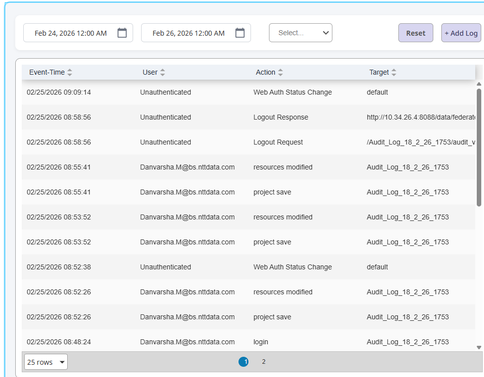 Feb 24, 2026 12:00 AM Feb 26, 2026 12:00 AM Select... Reset + Add Log
Event-Time User Action Target
02/25/2026 09:09:14 Unauthenticated Web Auth Status Change default
02/25/2026 08:58:56 Unauthenticated Logout Response http://10.34.26.4:8088/data/federat
02/25/2026 08:58:56 Unauthenticated Logout Request /Audit_Log_18_2_26_1753/audit_v
02/25/2026 08:55:41 Danvarsha.M@bs.nttdata.com resources modified Audit_Log_18_2_26_1753
02/25/2026 08:55:41 Danvarsha.M@bs.nttdata.com project save Audit_Log_18_2_26_1753
02/25/2026 08:53:52 Danvarsha.M@bs.nttdata.com resources modified Audit_Log_18_2_26_1753
02/25/2026 08:53:52 Danvarsha.M@bs.nttdata.com project save Audit_Log_18_2_26_1753
02/25/2026 08:52:38 Unauthenticated Web Auth Status Change default
02/25/2026 08:52:26 Danvarsha.M@bs.nttdata.com resources modified Audit_Log_18_2_26_1753
02/25/2026 08:52:26 Danvarsha.M@bs.nttdata.com project save Audit_Log_18_2_26_1753
02/25/2026 08:48:24 Danvarsha.M@bs.nttdata.com login Audit_Log_18_2_26_1753
25 rows 1 2